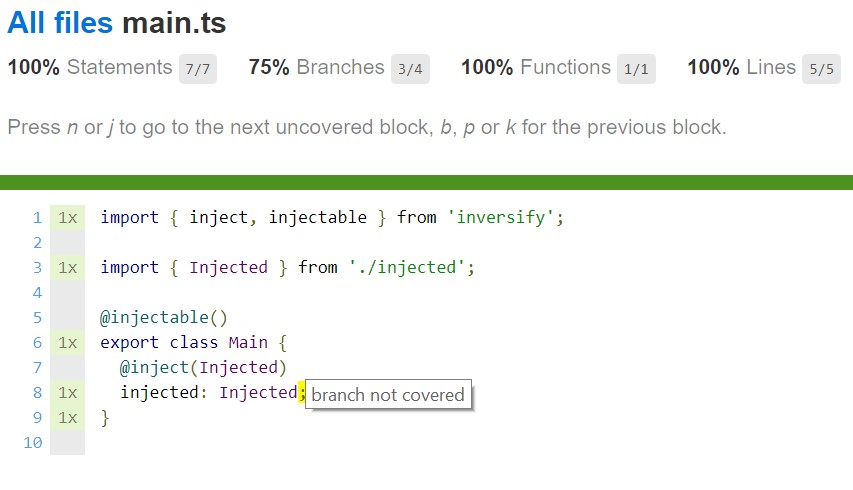 All files main.ts
100% Statements 7/7 75% Branches 3/4 100% Functions 1/1 100% Lines 5/5
Press n or j to go to the next uncovered block, b, p or k for the previous block.
1 1x import { inject, injectable } from 'inversify';
2
3 1x import { Injected } from './injected';
4
5 @injectable()
6 1x export class Main {
7 @inject(Injected)
8 1x injected: Injected; branch not covered
9 1x }
10